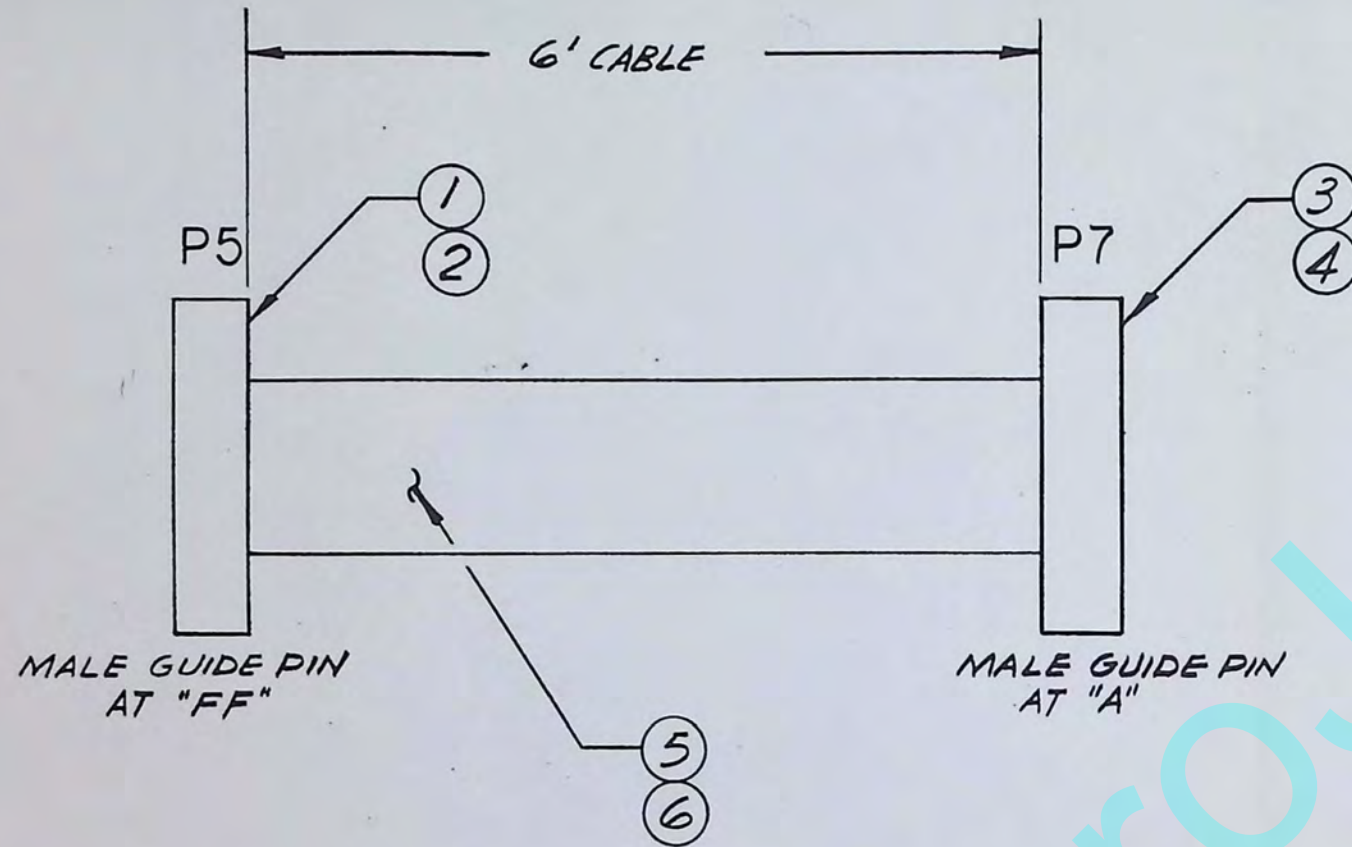 6' CABLE
P5
1
2
P7
3
4
MALE GUIDE PIN
AT "FF"
MALE GUIDE PIN
AT "A"
5
6